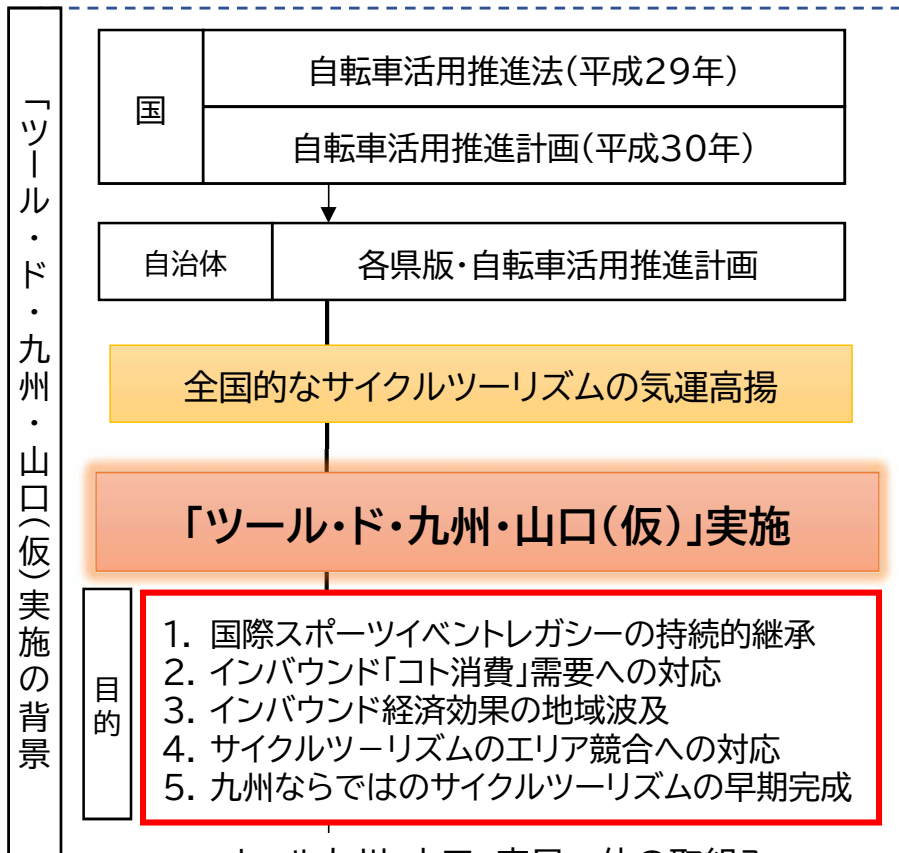 「ツール・ド・九州・山口(仮)実施の背景
国
自転車活用推進法(平成29年)
自転車活用推進計画(平成30年)
自治体
各県版・自転車活用推進計画
全国的なサイクルツーリズムの気運高揚
「ツール・ド・九州・山口(仮)」実施
目的
1. 国際スポーツイベントレガシーの持続的継承
2. インバウンド「コト消費」需要への対応
3. インバウンド経済効果の地域波及
4. サイクルツーリズムのエリア競合への対応
5. 九州ならではのサイクルツーリズムの早期完成